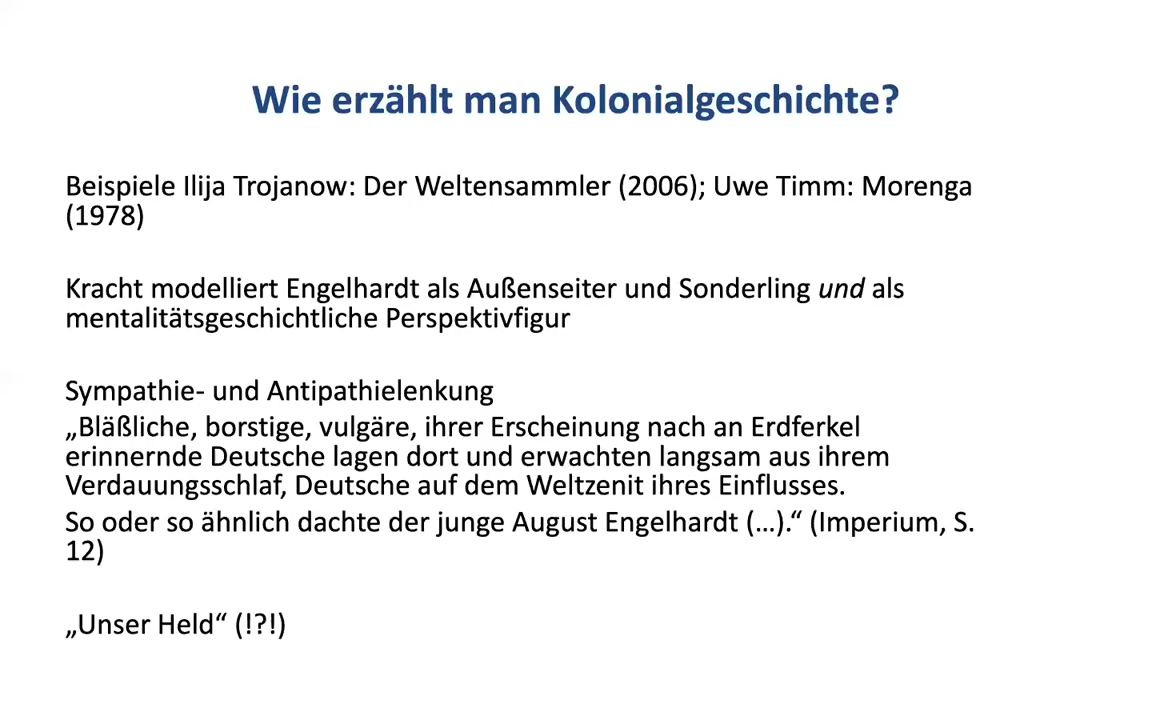 Wie erzählt man Kolonialgeschichte?
Beispiele Ilija Trojanow: Der Weltensammler (2006); Uwe Timm: Morenga
(1978)
Kracht modelliert Engelhardt als Außenseiter und Sonderling und als
mentalitätsgeschichtliche Perspektivfigur
Sympathie- und Antipathielenkung
„Bläßliche, borstige, vulgäre, ihrer Erscheinung nach an Erdferkel
erinnernde Deutsche lagen dort und erwachten langsam aus ihrem
Verdauungsschlaf, Deutsche auf dem Weltzenit ihres Einflusses.
So oder so ähnlich dachte der junge August Engelhardt (…).“ (Imperium, S.
12)
„Unser Held“ (!?!)